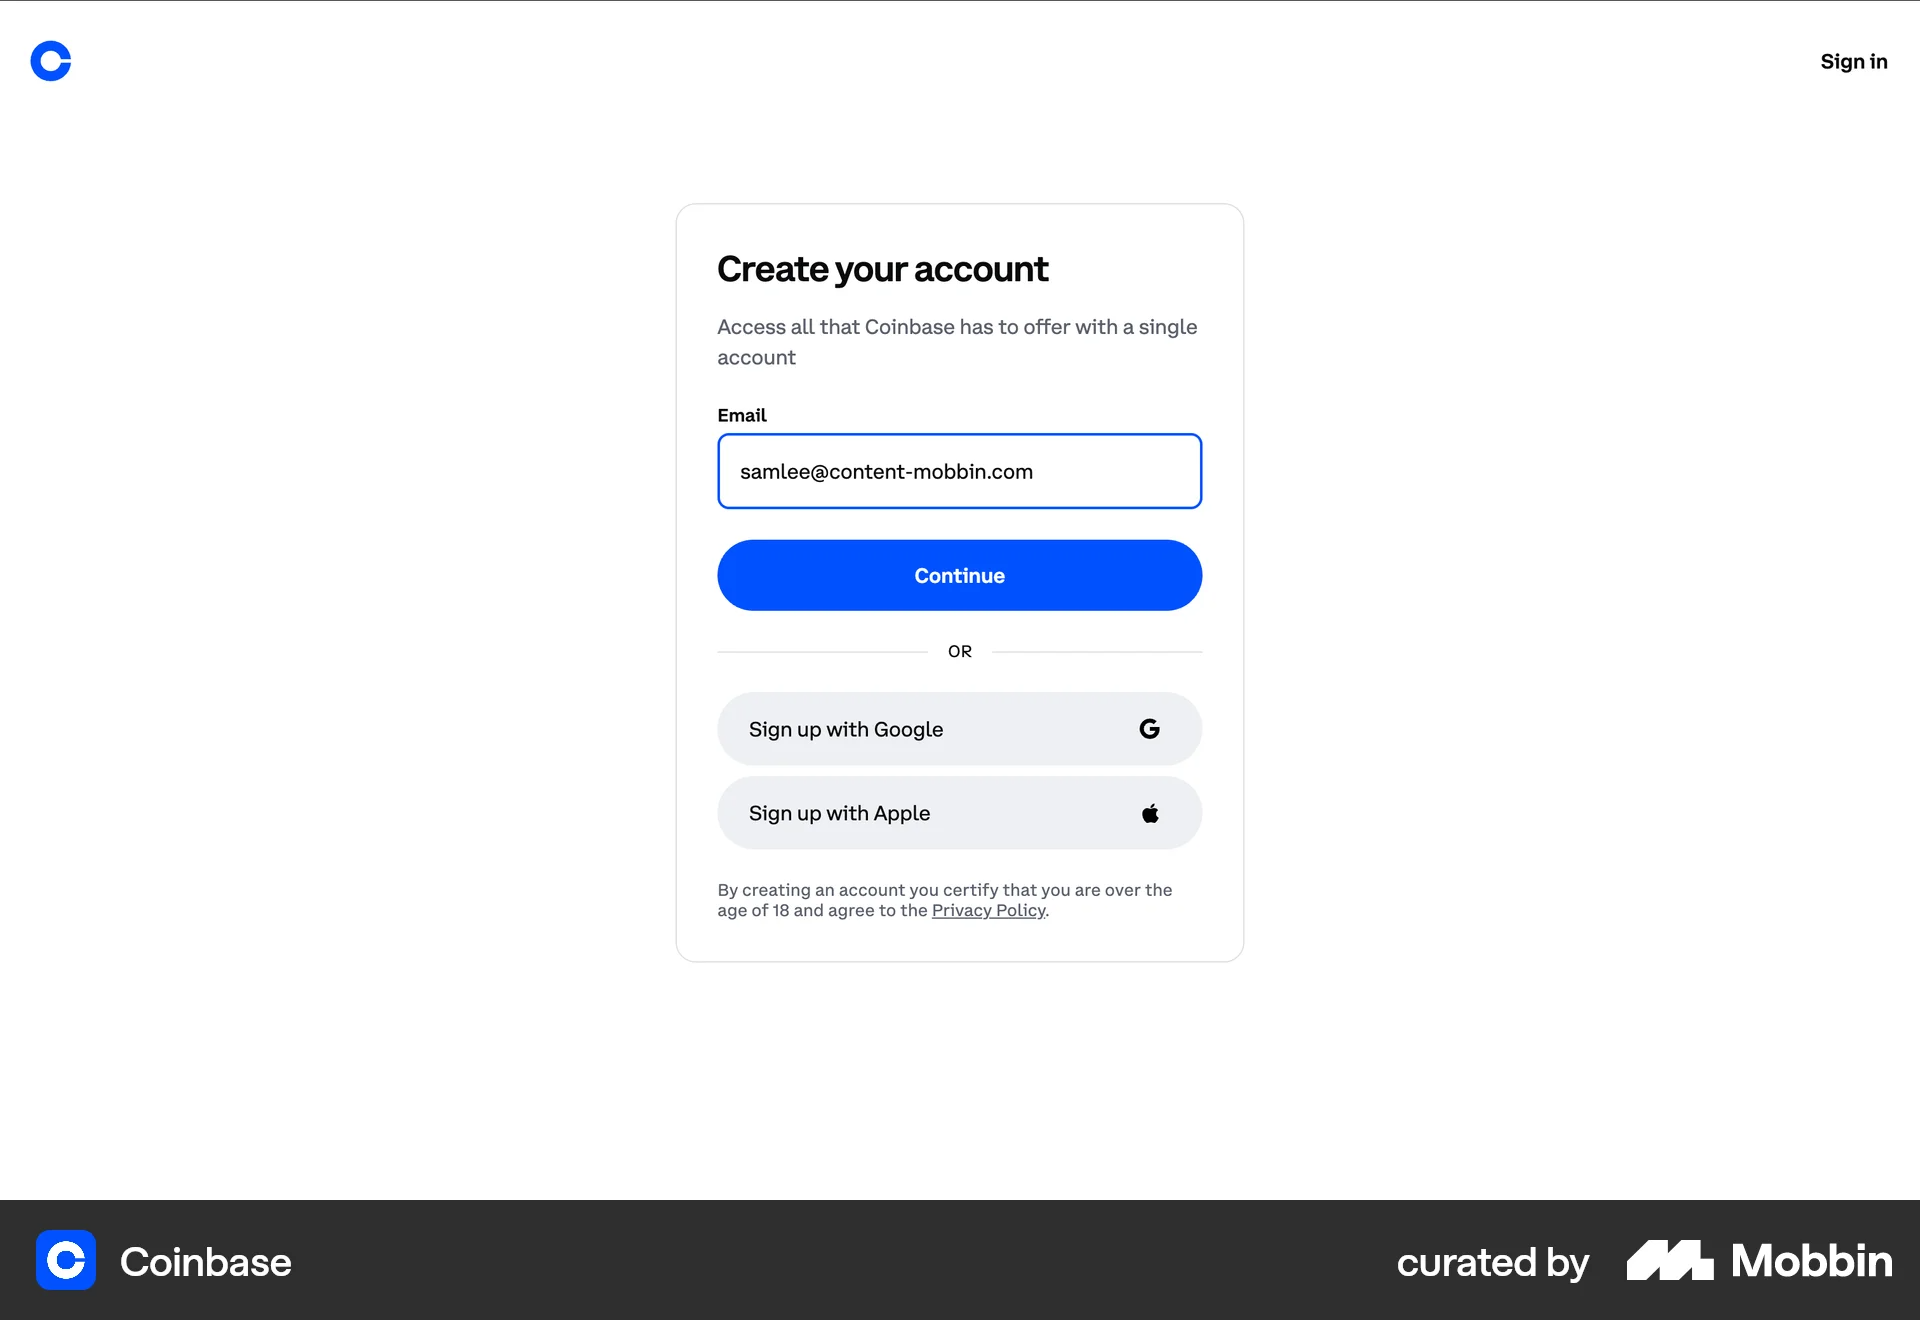 Sign in
Create your account
Access all that Coinbase has to offer with a single
account
Email
samlee@content-mobbin.com
Continue
OR
Sign up with Google
Sign up with Apple
By creating an account you certify that you are over the
age of 18 and agree to the Privacy Policy.
Coinbase
curated by Mobbin